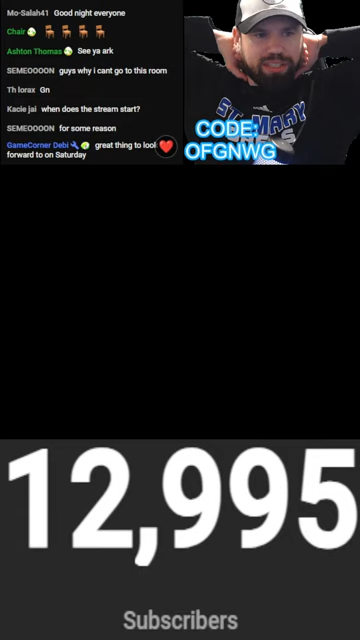 Mo-Salah41 Good night everyone
Chair
Ashton Thomas See ya ark
SEMEOOOON guys why i cant go to this room
Th lorax Gn
Kacie jai when does the stream start?
SEMEOOOON for some reason
GameCorner Debi great thing to look
forward to on Saturday
ST. MARY
CODE:
OFGNWG
12,995
Subscribers